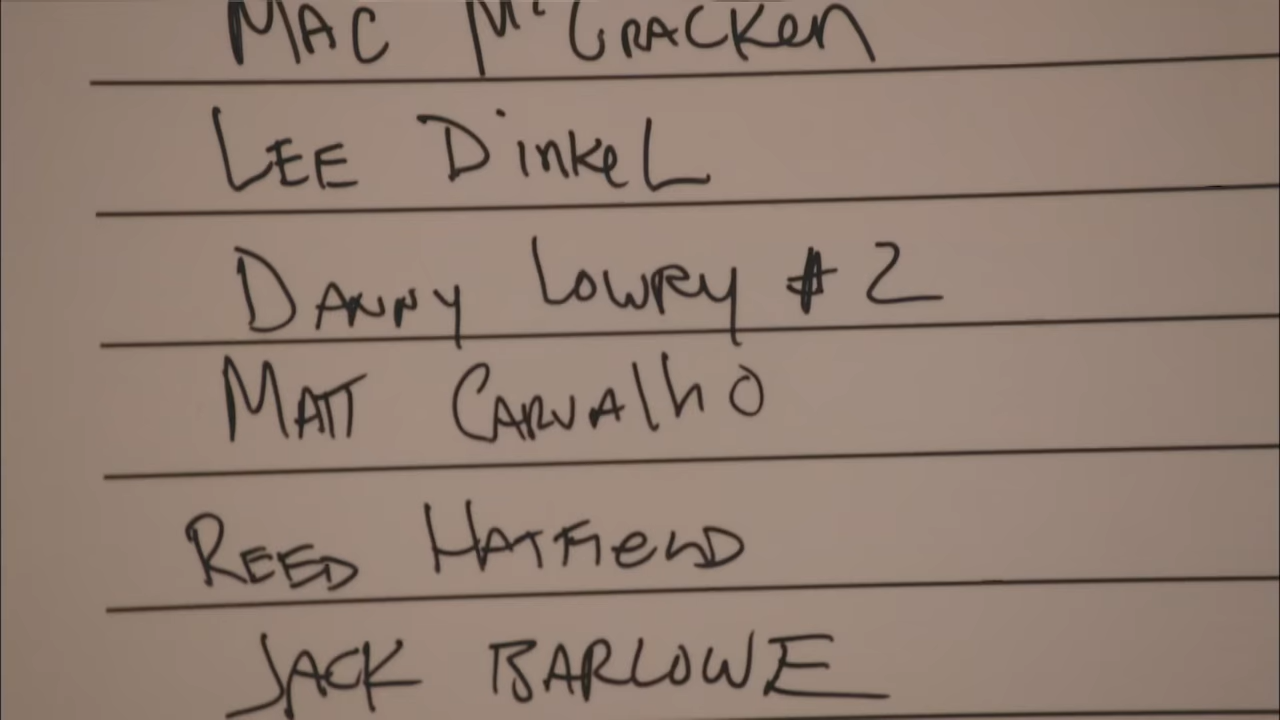 MAC McCRACKen
LEE DinkeL
DANNY LOWRY #2
MATT CARVAlhO
REED HATFieLD
JACK BARLOWE